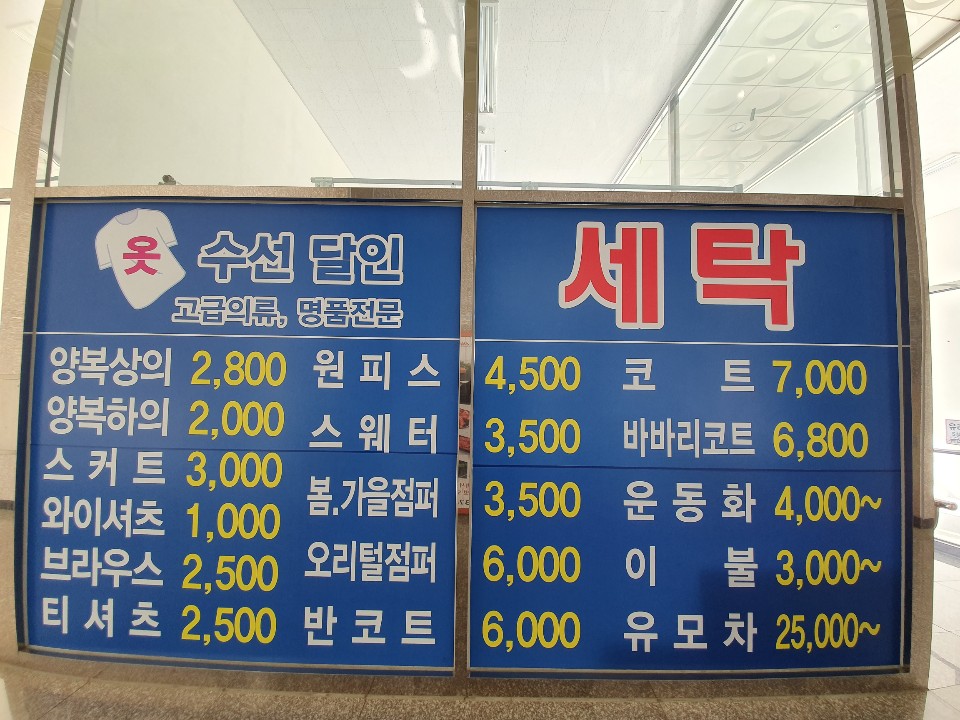 옷 수선 달인
고급의류, 명품전문
세탁
양복상의 2,800 원피스 4,500 코트 7,000
양복하의 2,000 스웨터 3,500 바바리코트 6,800
스커트 3,000 봄.가을점퍼 3,500 운동화 4,000~
와이셔츠 1,000 오리털점퍼 6,000 이불 3,000~
브라우스 2,500 반코트 6,000 유모차 25,000~
티셔츠 2,500